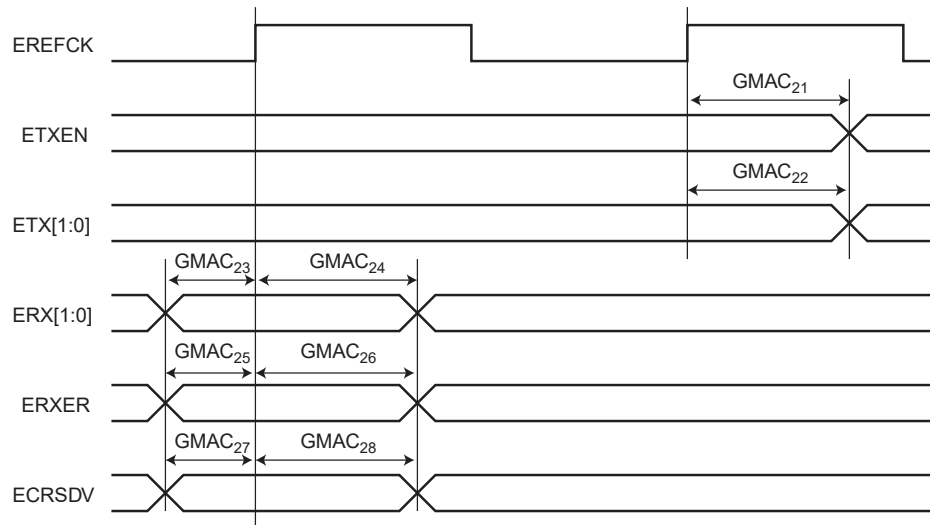 EREFCK
GMAC21
ETXEN
GMAC22
ETX[1:0]
GMAC23 GMAC24
ERX[1:0]
GMAC25 GMAC26
ERXER
GMAC27 GMAC28
ECRSDV